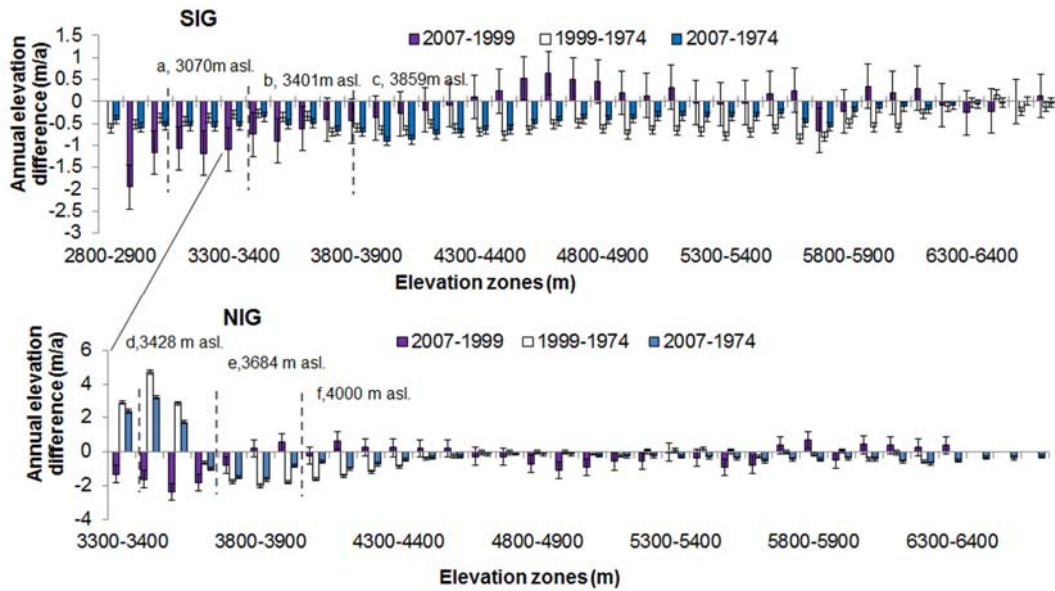 SIG
2007-1999 1999-1974 2007-1974
a, 3070m asl.
b, 3401m asl.
c, 3859m asl.
Annual elevation
difference (m/a)
1.5
1
0.5
0
-0.5
-1
-1.5
-2
-2.5
-3
2800-2900 3300-3400 3800-3900 4300-4400 4800-4900 5300-5400 5800-5900 6300-6400
Elevation zones (m)
NIG
2007-1999 1999-1974 2007-1974
d,3428 m asl.
e,3684 m asl.
f,4000 m asl.
Annual elevation
difference (m/a)
6
4
2
0
-2
-4
3300-3400 3800-3900 4300-4400 4800-4900 5300-5400 5800-5900 6300-6400
Elevation zones (m)